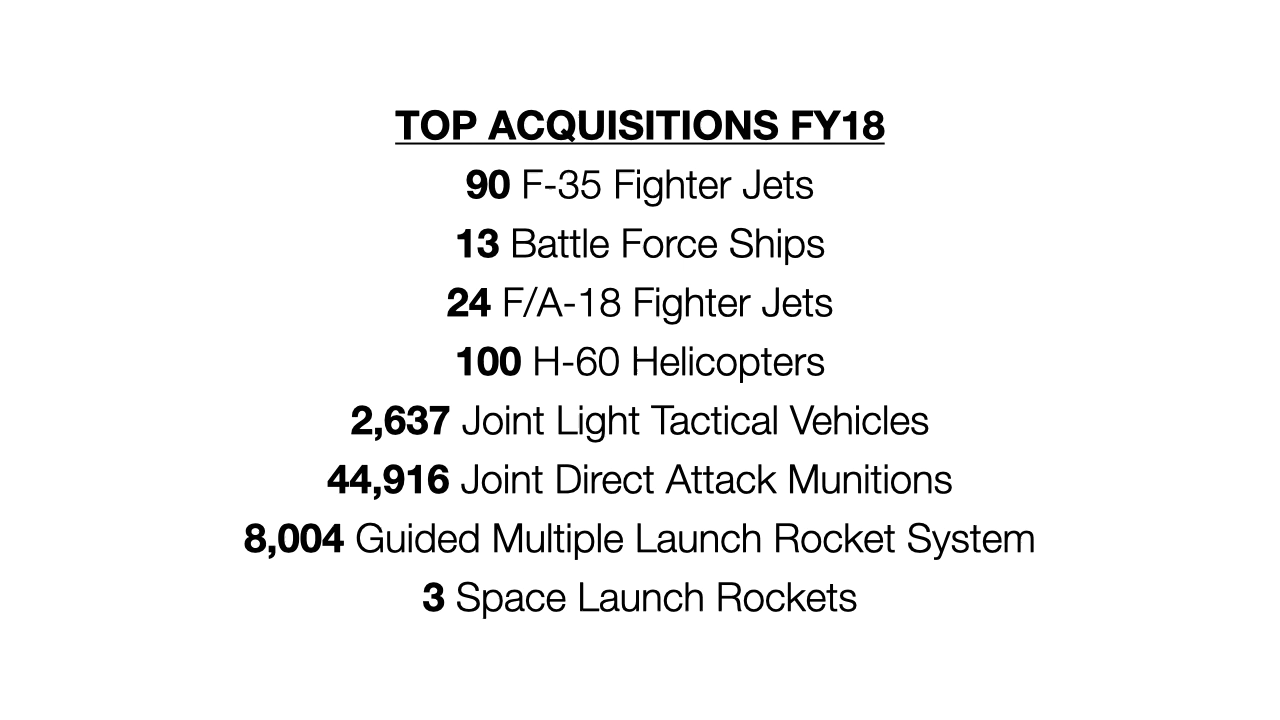 TOP ACQUISITIONS FY18
90 F-35 Fighter Jets
13 Battle Force Ships
24 F/A-18 Fighter Jets
100 H-60 Helicopters
2,637 Joint Light Tactical Vehicles
44,916 Joint Direct Attack Munitions
8,004 Guided Multiple Launch Rocket System
3 Space Launch Rockets